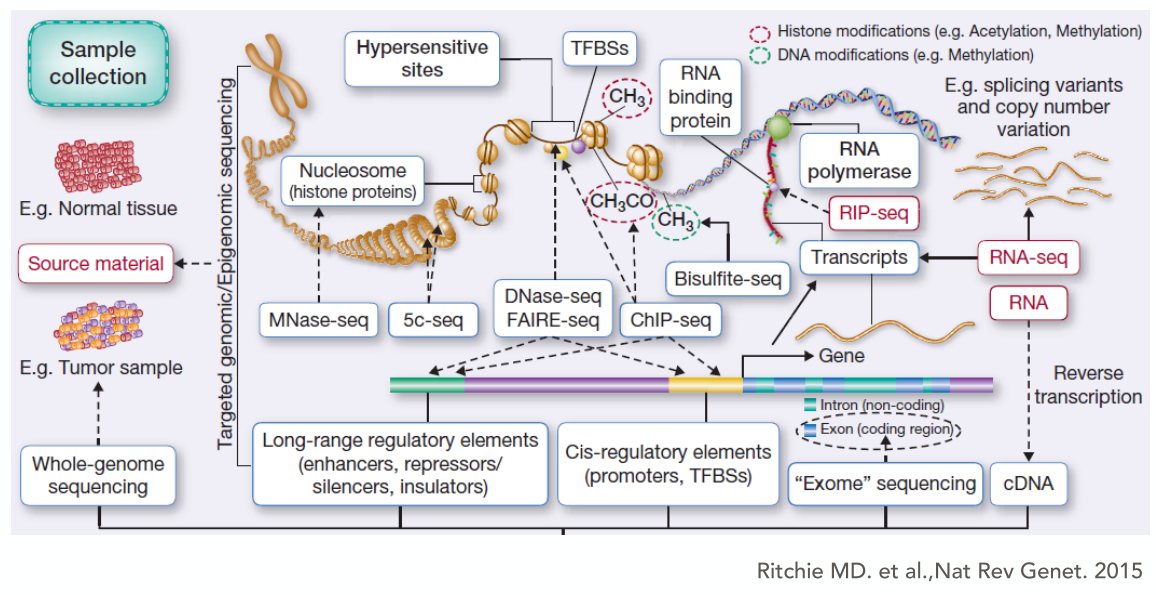 Sample
collection
E.g. Normal tissue
Source material
E.g. Tumor sample
Whole-genome
sequencing
Targeted genomic/Epigenomic sequencing
Hypersensitive
sites
TFBSs
Histone modifications (e.g. Acetylation, Methylation)
DNA modifications (e.g. Methylation)
CH3
RNA
binding
protein
E.g. splicing variants
and copy number
variation
Nucleosome
(histone proteins)
RNA
polymerase
CH3CO
CH3
RIP-seq
Bisulfite-seq
Transcripts
RNA-seq
RNA
MNase-seq
5c-seq
DNase-seq
FAIRE-seq
ChIP-seq
Gene
Reverse
transcription
Intron (non-coding)
Exon (coding region)
Long-range regulatory elements
(enhancers, repressors/
silencers, insulators)
Cis-regulatory elements
(promoters, TFBSs)
“Exome” sequencing
cDNA
Ritchie MD. et al.,Nat Rev Genet. 2015